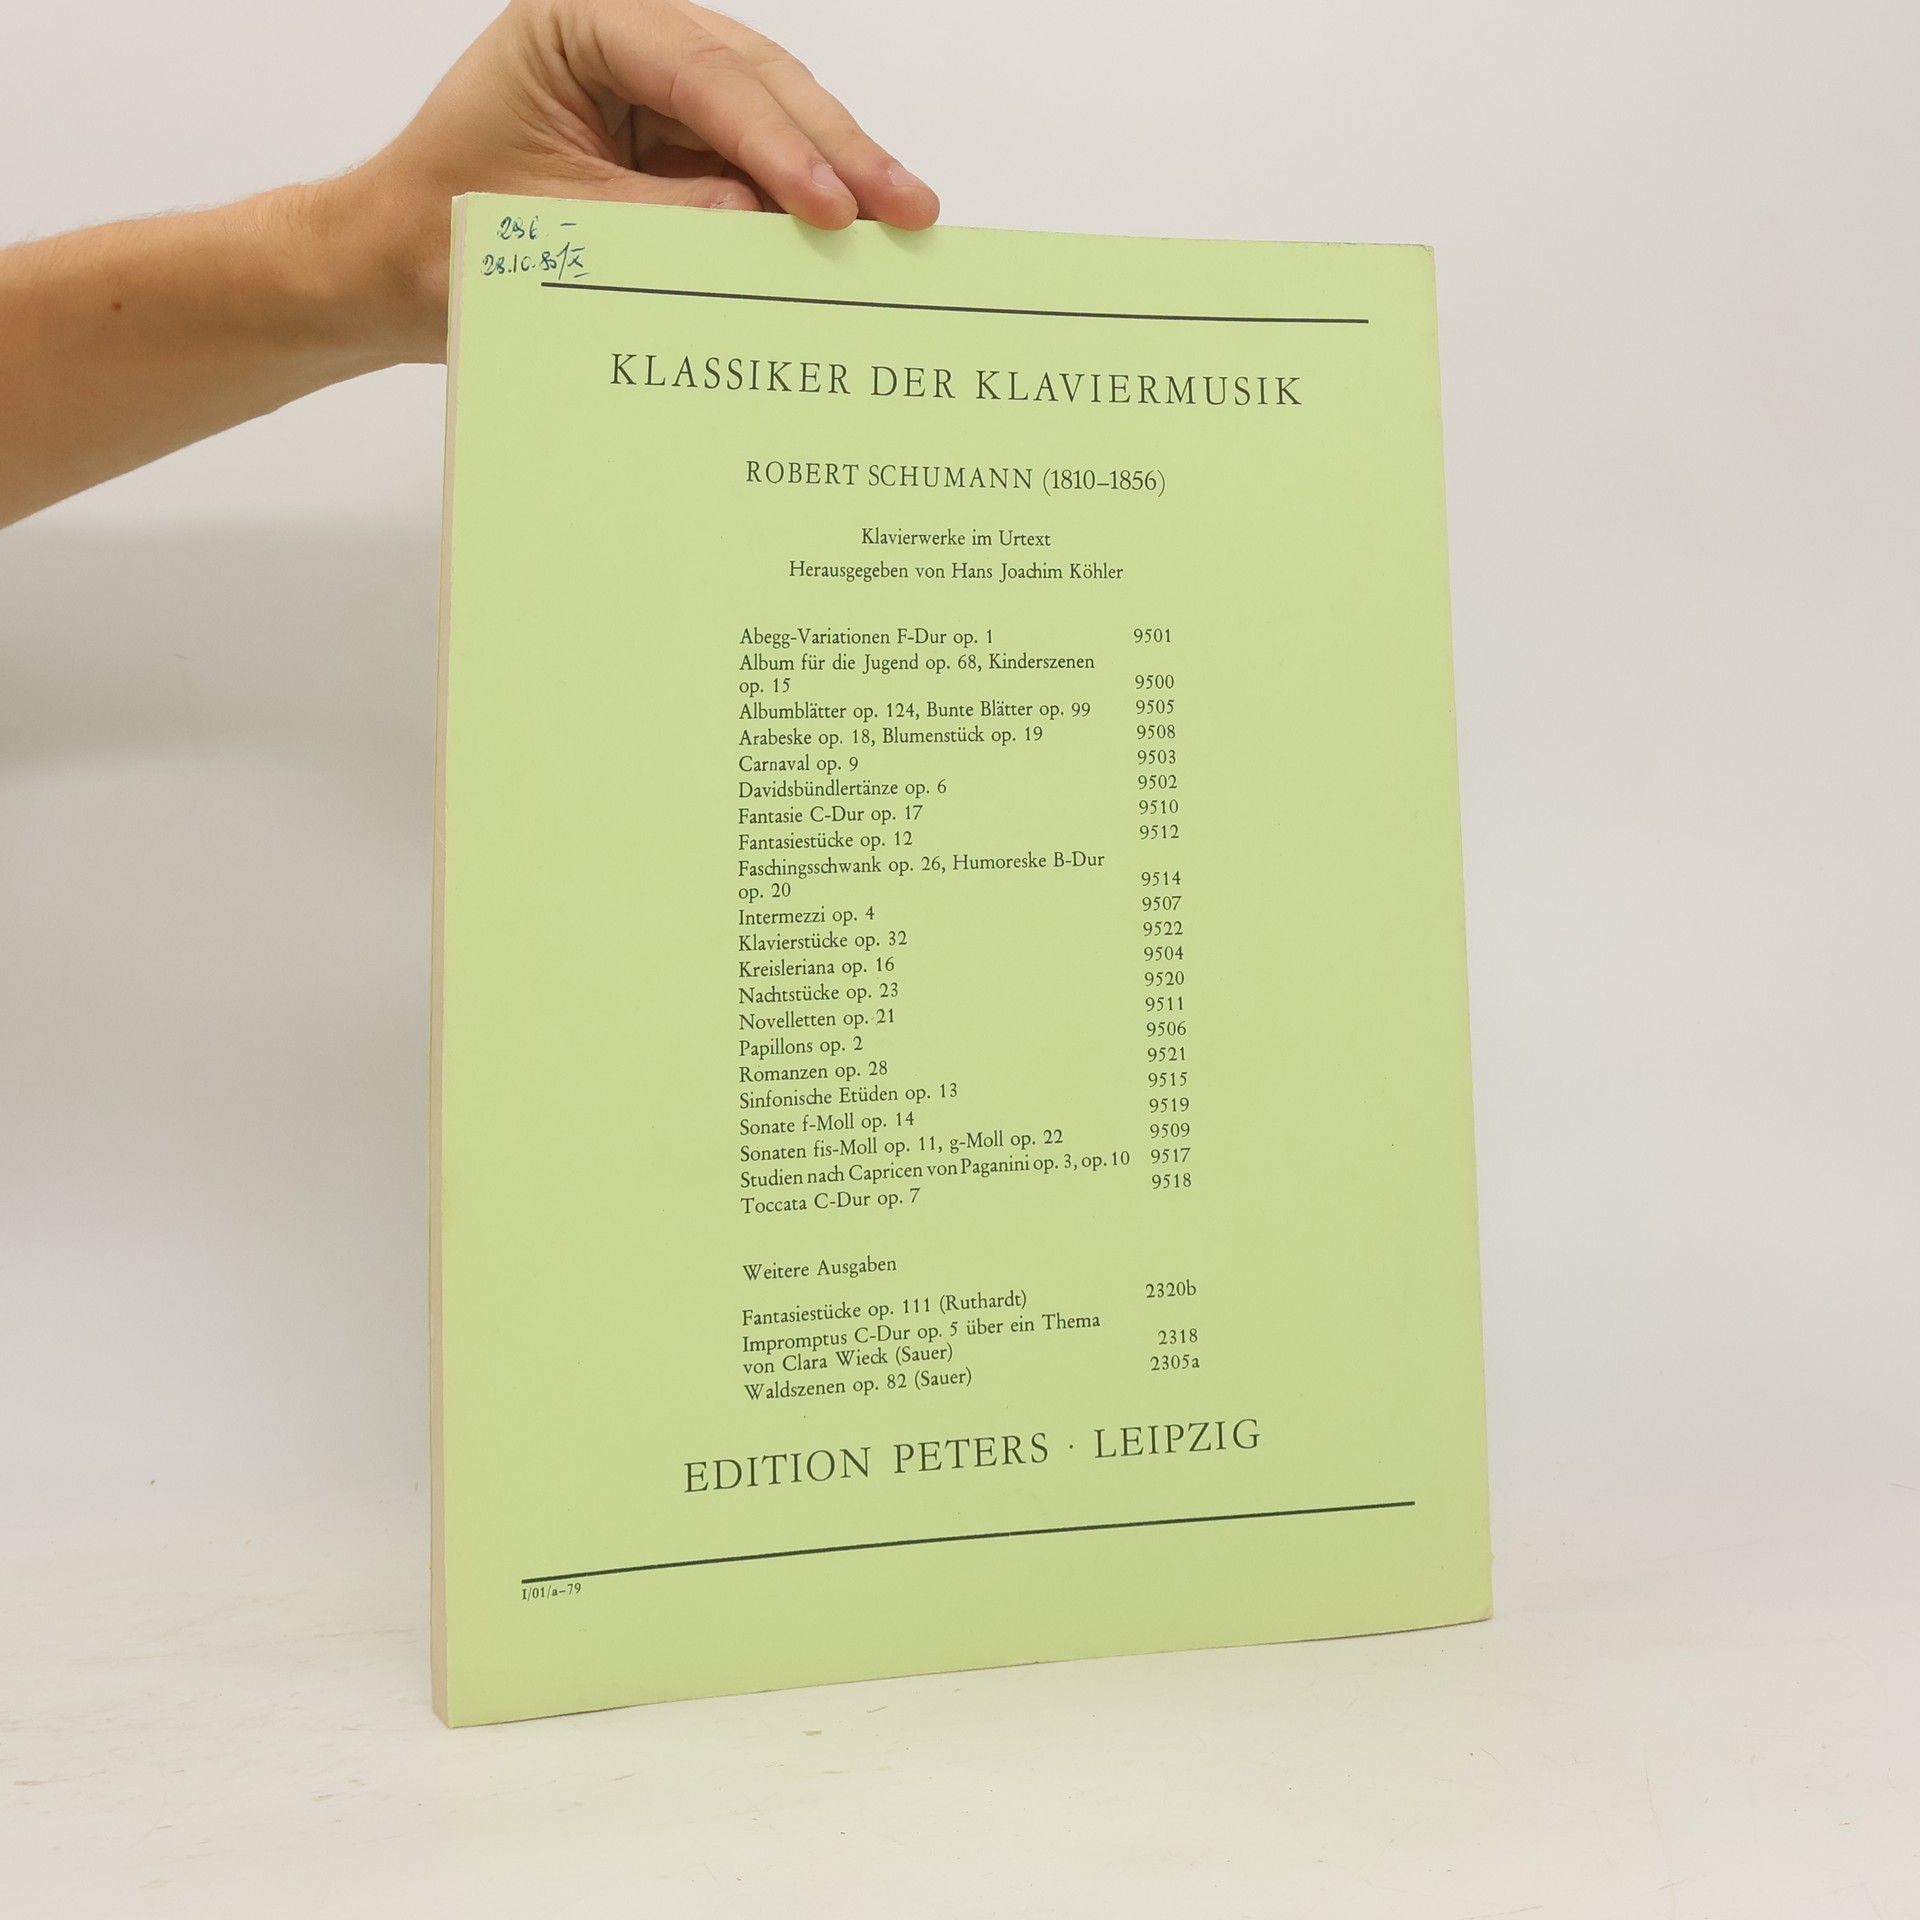 28.10.85/X
KLASSIKER DER KLAVIERMUSIK
ROBERT SCHUMANN (1810–1856)
Klavierwerke im Urtext
Herausgegeben von Hans Joachim Köhler
Abegg-Variationen F-Dur op. 1 9501
Album für die Jugend op. 68, Kinderszenen
op. 15 9500
Albumblätter op. 124, Bunte Blätter op. 99 9505
Arabeske op. 18, Blumenstück op. 19 9508
Carnaval op. 9 9503
Davidsbündlertänze op. 6 9502
Fantasie C-Dur op. 17 9510
Fantasiestücke op. 12 9512
Faschingsschwank op. 26, Humoreske B-Dur
op. 20 9514
Intermezzi op. 4 9507
Klavierstücke op. 32 9522
Kreisleriana op. 16 9504
Nachtstücke op. 23 9520
Novelletten op. 21 9511
Papillons op. 2 9506
Romanzen op. 28 9521
Sinfonische Etüden op. 13 9515
Sonate f-Moll op. 14 9519
Sonaten fis-Moll op. 11, g-Moll op. 22 9509
Studien nach Capricen von Paganini op. 3, op. 10 9517
Toccata C-Dur op. 7 9518
Weitere Ausgaben
Fantasiestücke op. 111 (Ruthardt) 2320b
Impromptus C-Dur op. 5 über ein Thema
von Clara Wieck (Sauer) 2318
Waldszenen op. 82 (Sauer) 2305a
EDITION PETERS · LEIPZIG
I/01/a–79